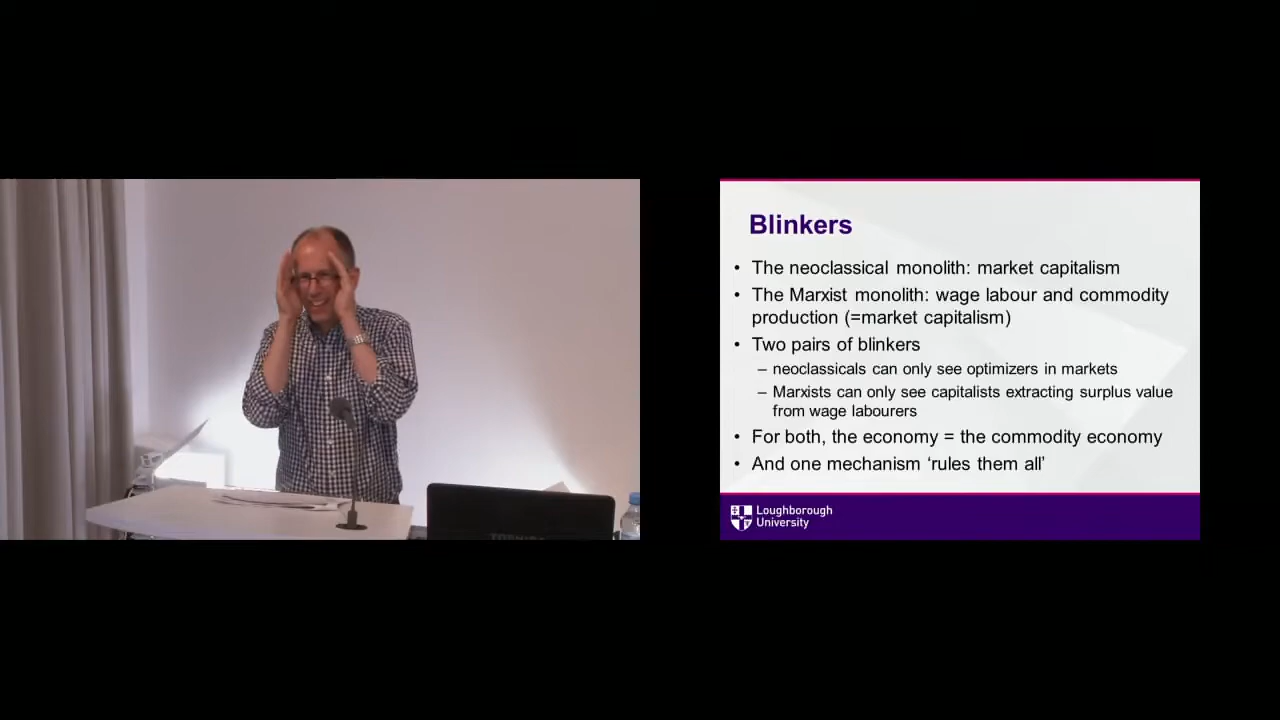 Blinkers
• The neoclassical monolith: market capitalism
• The Marxist monolith: wage labour and commodity
production (=market capitalism)
• Two pairs of blinkers
– neoclassicals can only see optimizers in markets
– Marxists can only see capitalists extracting surplus value
from wage labourers
• For both, the economy = the commodity economy
• And one mechanism ‘rules them all’
Loughborough
University
TOSHIBA